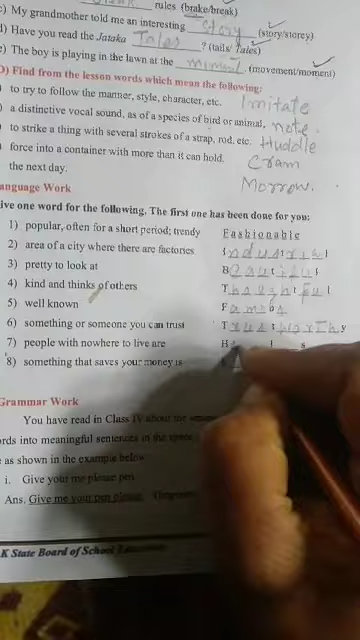 rules (brake/break)
c) My grandmother told me an interesting story (story/storey)
d) Have you read the Jataka Tales ? (tails/ Tales)
e) The boy is playing in the lawn at the moment. (movement/moment)
D) Find from the lesson words which mean the following:
to try to follow the manner, style, character, etc. Imitate
a distinctive vocal sound, as of a species of bird or animal, note.
to strike a thing with several strokes of a strap, rod, etc. Huddle
force into a container with more than it can hold. Cram
the next day. Morrow.
anguage Work
ive one word for the following. The first one has been done for you:
1) popular, often for a short period; trendy Fashionable
2) area of a city where there are factories Industrial
3) pretty to look at Beautiful
4) kind and thinks of others Thoughtful
5) well known Famous
6) something or someone you can trust Trustworthy
7) people with nowhere to live are H l s
8) something that saves your money is
Grammar Work
You have read in Class IV about the
ords into meaningful sentences in the space
as shown in the example below
i. Give your me please pen
Ans. Give me your pen please.
K State Board of School Education